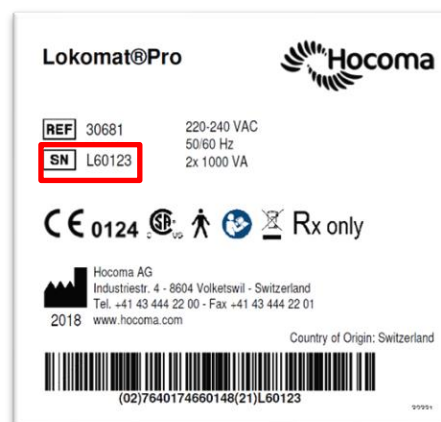 Lokomat®Pro
Hocoma
REF 30681
220-240 VAC
50/60 Hz
SN L60123
2x 1000 VA
CE 0124
Rx only
Hocoma AG
Industriestr. 4 - 8604 Volketswil - Switzerland
Tel. +41 43 444 22 00 - Fax +41 43 444 22 01
2018 www.hocoma.com
Country of Origin: Switzerland
(02)7640174660148(21)L60123